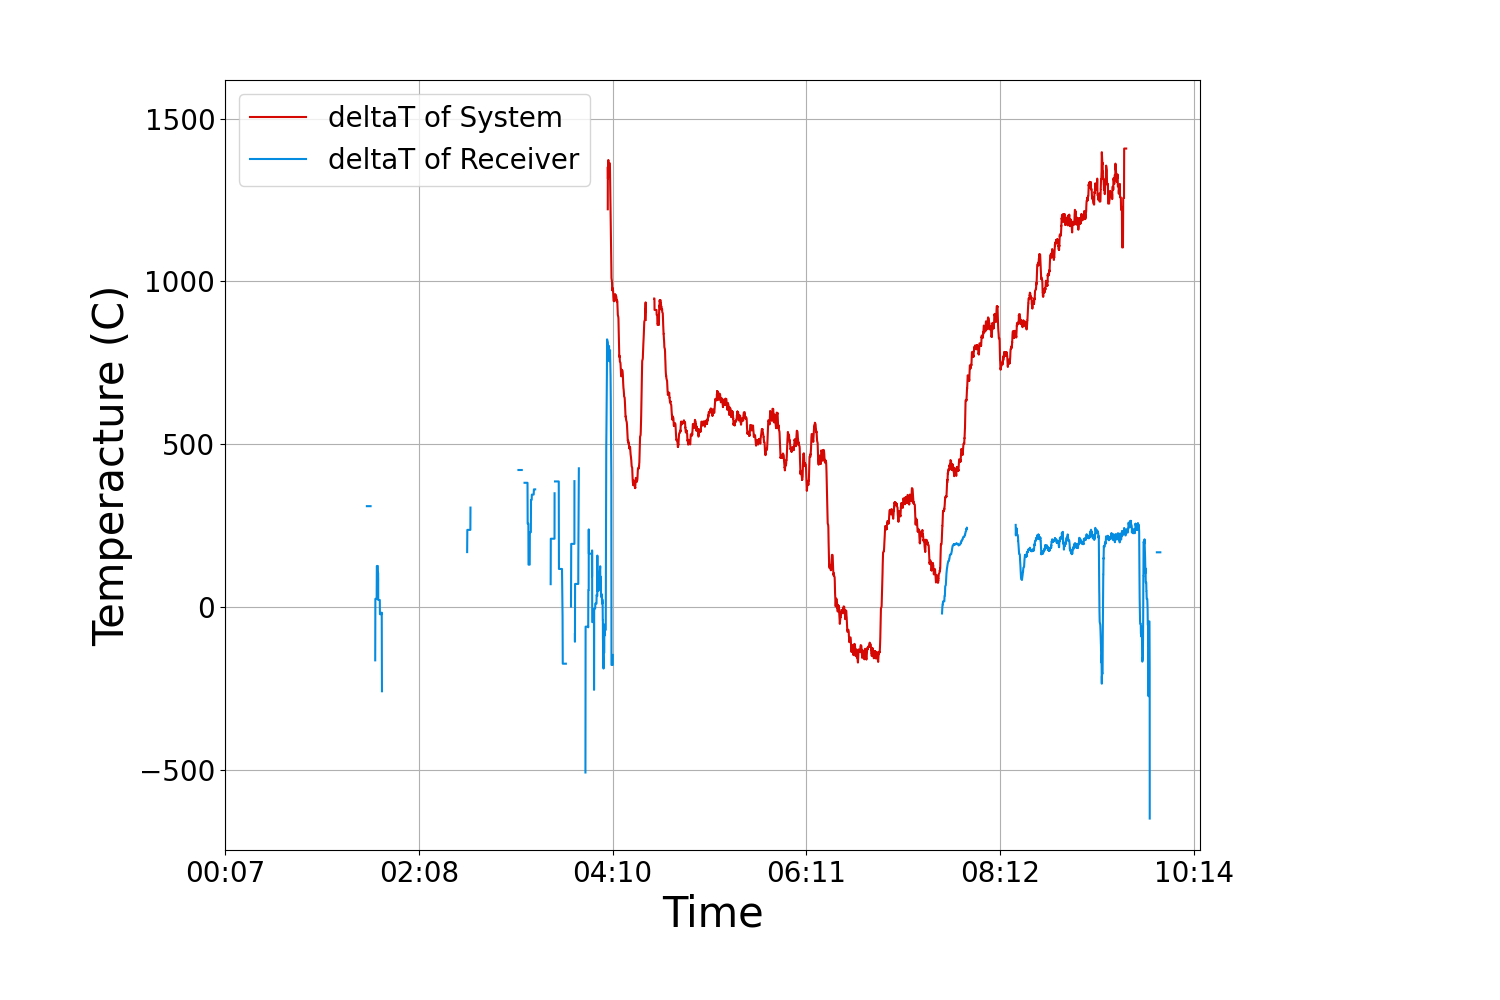 deltaT of System
deltaT of Receiver
1500
1000
500
0
−500
Temperacture (C)
00:07 02:08 04:10 06:11 08:12 10:14
Time